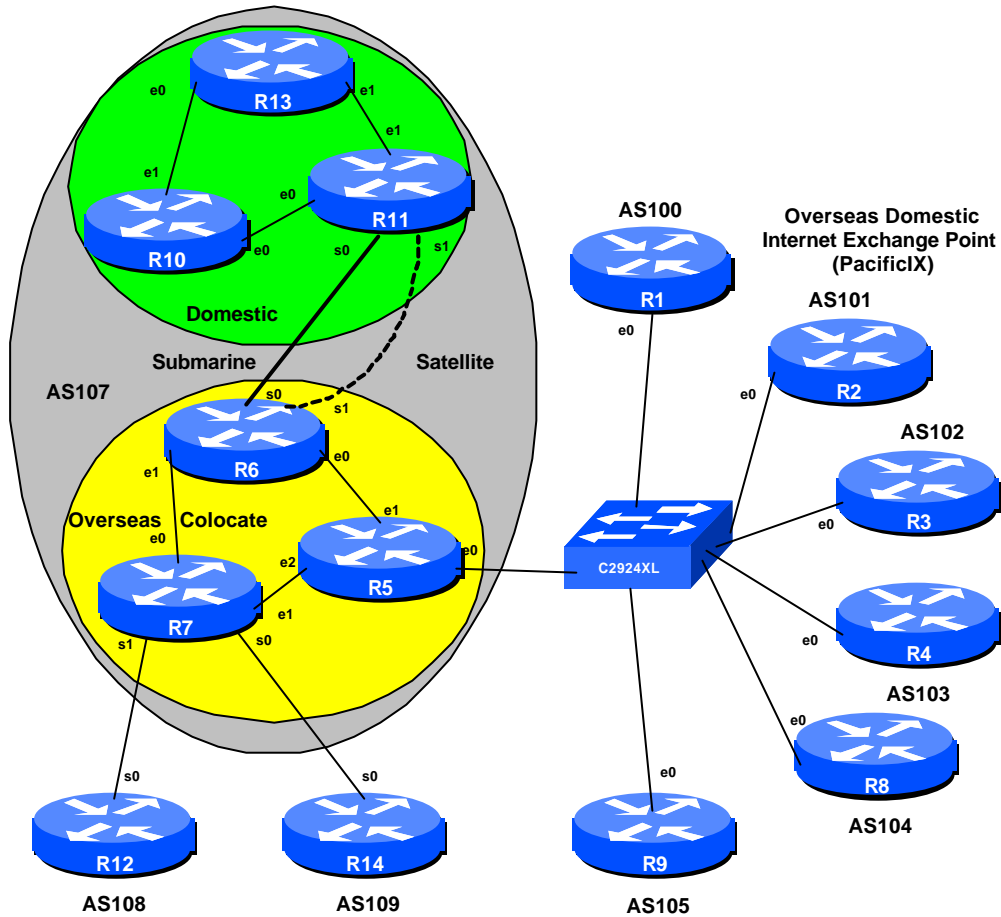 R13
e0
e1
e1
e1
e0
R11
R10
e0
s0
s1
Domestic
Submarine
Satellite
AS107
s0
s1
R6
e1
e0
Overseas Colocate
e1
e0
e2
e0
R5
R7
e1
s1
s0
s0
s0
R12
R14
AS108
AS109
AS100
R1
e0
Overseas Domestic
Internet Exchange Point
(PacificIX)
AS101
R2
e0
AS102
R3
e0
C2924XL
R4
e0
AS103
e0
R8
AS104
e0
R9
AS105